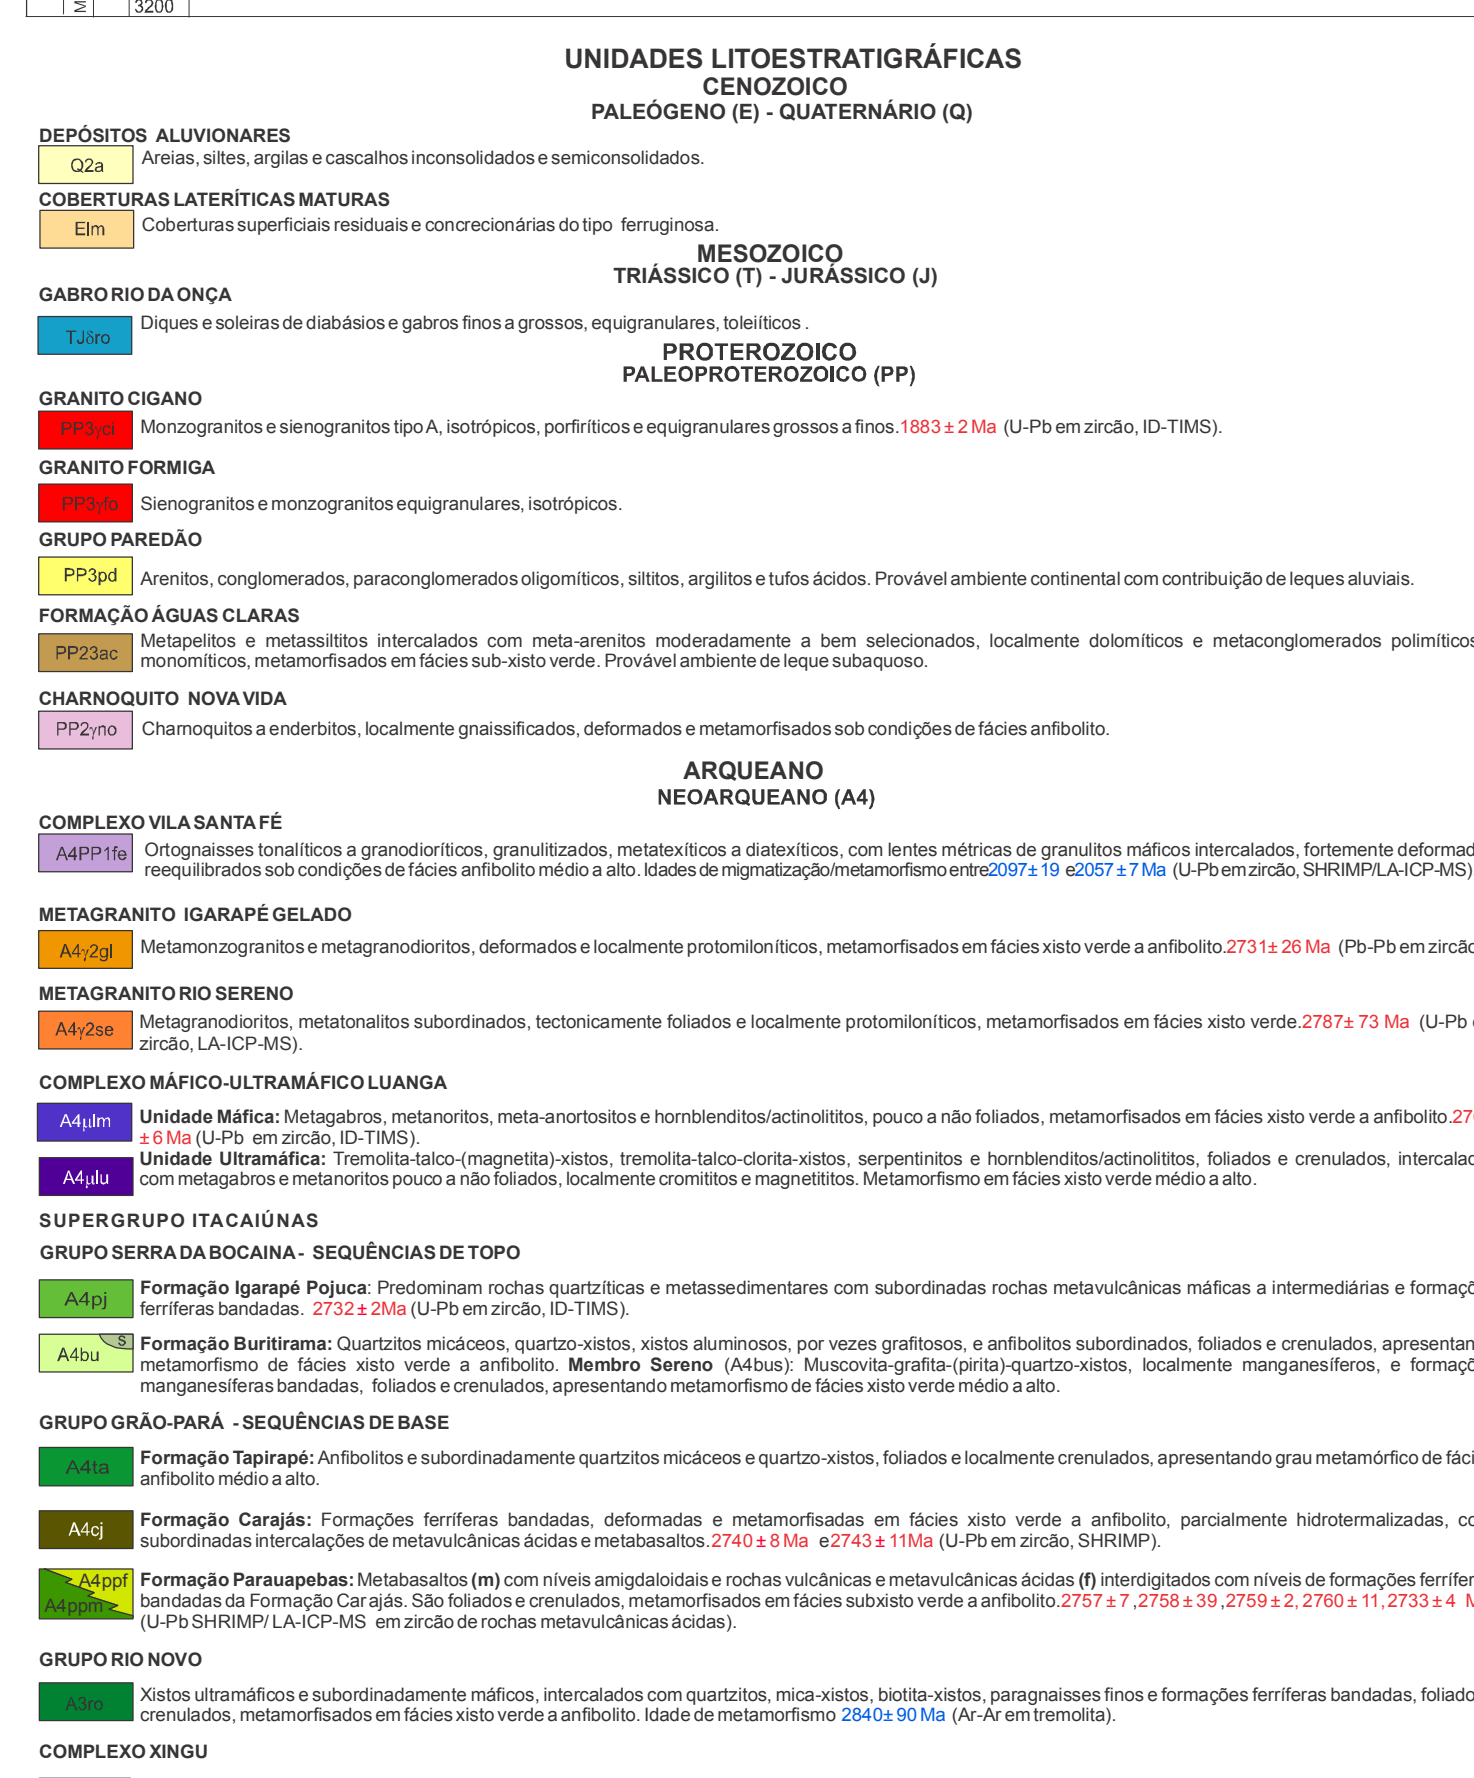 M
3200
UNIDADES LITOESTRATIGRÁFICAS
CENOZOICO
PALEÓGENO (E) - QUATERNÁRIO (Q)
DEPÓSITOS ALUVIONARES
Q2a Areias, siltes, argilas e cascalhos inconsolidados e semiconsolidados.
COBERTURAS LATERÍTICAS MATURAS
Elm Coberturas superficiais residuais e concrecionárias do tipo ferruginosa.
MESOZOICO
TRIÁSSICO (T) - JURÁSSICO (J)
GABRO RIO DA ONÇA
TJδro Diques e soleiras de diabásios e gabros finos a grossos, equigranulares, toleiíticos .
PROTEROZOICO
PALEOPROTEROZOICO (PP)
GRANITO CIGANO
PP3γci Monzogranitos e sienogranitos tipo A, isotrópicos, porfiríticos e equigranulares grossos a finos.1883 ± 2 Ma (U-Pb em zircão, ID-TIMS).
GRANITO FORMIGA
PP3γfo Sienogranitos e monzogranitos equigranulares, isotrópicos.
GRUPO PAREDÃO
PP3pd Arenitos, conglomerados, paraconglomerados oligomíticos, siltitos, argilitos e tufos ácidos. Provável ambiente continental com contribuição de leques aluviais.
FORMAÇÃO ÁGUAS CLARAS
PP23ac Metapelitos e metassiltitos intercalados com meta-arenitos moderadamente a bem selecionados, localmente dolomíticos e metaconglomerados polimíticos
monomíticos, metamorfisados em fácies sub-xisto verde. Provável ambiente de leque subaquoso.
CHARNOQUITO NOVA VIDA
PP2γno Charnoquitos a enderbitos, localmente gnaissificados, deformados e metamorfisados sob condições de fácies anfibolito.
ARQUEANO
NEOARQUEANO (A4)
COMPLEXO VILA SANTA FÉ
A4PP1fe Ortognaisses tonalíticos a granodioríticos, granulitizados, metatexíticos a diatexíticos, com lentes métricas de granulitos máficos intercalados, fortemente deformad
reequilibrados sob condições de fácies anfibolito médio a alto. Idades de migmatização/metamorfismo entre2097± 19 e2057 ± 7 Ma (U-Pb em zircão, SHRIMP/LA-ICP-MS)
METAGRANITO IGARAPÉ GELADO
A4γ2gl Metamonzogranitos e metagranodioritos, deformados e localmente protomiloníticos, metamorfisados em fácies xisto verde a anfibolito.2731± 26 Ma (Pb-Pb em zircão
METAGRANITO RIO SERENO
A4γ2se Metagranodioritos, metatonalitos subordinados, tectonicamente foliados e localmente protomiloníticos, metamorfisados em fácies xisto verde.2787± 73 Ma (U-Pb
zircão, LA-ICP-MS).
COMPLEXO MÁFICO-ULTRAMÁFICO LUANGA
A4μlm Unidade Máfica: Metagabros, metanoritos, meta-anortositos e hornblenditos/actinolititos, pouco a não foliados, metamorfisados em fácies xisto verde a anfibolito.
± 6 Ma (U-Pb em zircão, ID-TIMS).
A4μlu Unidade Ultramáfica: Tremolita-talco-(magnetita)-xistos, tremolita-talco-clorita-xistos, serpentinitos e hornblenditos/actinolititos, foliados e crenulados, intercalad
com metagabros e metanoritos pouco a não foliados, localmente cromititos e magnetititos. Metamorfismo em fácies xisto verde médio a alto.
SUPERGRUPO ITACAIÚNAS
GRUPO SERRA DA BOCAINA - SEQUÊNCIAS DE TOPO
A4pj Formação Igarapé Pojuca: Predominam rochas quartzíticas e metassedimentares com subordinadas rochas metavulcânicas máficas a intermediárias e formaçõ
ferríferas bandadas. 2732 ± 2Ma (U-Pb em zircão, ID-TIMS).
A4bu s Formação Buritirama: Quartzitos micáceos, quartzo-xistos, xistos aluminosos, por vezes grafitosos, e anfibolitos subordinados, foliados e crenulados, apresentan
metamorfismo de fácies xisto verde a anfibolito. Membro Sereno (A4bus): Muscovita-grafita-(pirita)-quartzo-xistos, localmente manganesíferos, e formaçõ
manganesíferas bandadas, foliados e crenulados, apresentando metamorfismo de fácies xisto verde médio a alto.
GRUPO GRÃO-PARÁ - SEQUÊNCIAS DE BASE
A4ta Formação Tapirapé: Anfibolitos e subordinadamente quartzitos micáceos e quartzo-xistos, foliados e localmente crenulados, apresentando grau metamórfico de fáci
anfibolito médio a alto.
A4cj Formação Carajás: Formações ferríferas bandadas, deformadas e metamorfisadas em fácies xisto verde a anfibolito, parcialmente hidrotermalizadas, co
subordinadas intercalações de metavulcânicas ácidas e metabasaltos.2740 ± 8 Ma e2743 ± 11Ma (U-Pb em zircão, SHRIMP).
A4ppf A4ppm Formação Parauapebas: Metabasaltos (m) com níveis amigdaloidais e rochas vulcânicas e metavulcânicas ácidas (f) interdigitados com níveis de formações ferrífer
bandadas da Formação Carajás. São foliados e crenulados, metamorfisados em fácies subxisto verde a anfibolito.2757 ± 7 ,2758 ± 39 ,2759 ± 2, 2760 ± 11, 2733 ± 4 M
(U-Pb SHRIMP/ LA-ICP-MS em zircão de rochas metavulcânicas ácidas).
GRUPO RIO NOVO
A3ro Xistos ultramáficos e subordinadamente máficos, intercalados com quartzitos, mica-xistos, biotita-xistos, paragnaisses finos e formações ferríferas bandadas, foliado
crenulados, metamorfisados em fácies xisto verde a anfibolito. Idade de metamorfismo 2840± 90 Ma (Ar-Ar em tremolita).
COMPLEXO XINGU